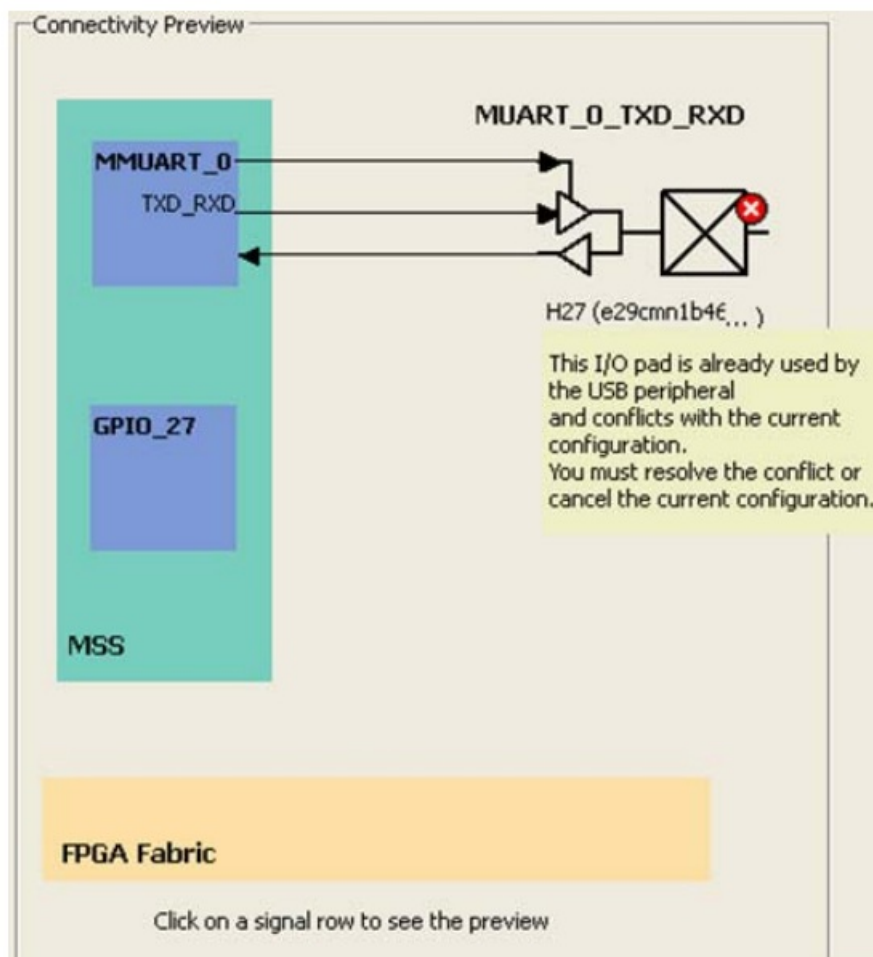 Connectivity Preview
MUART_0_TXD_RXD
MMUART_0
TXD_RXD
H27 (e29cmn1b46... )
This I/O pad is already used by
the USB peripheral
and conflicts with the current
configuration.
You must resolve the conflict or
cancel the current configuration.
GPIO_27
MSS
FPGA Fabric
Click on a signal row to see the preview